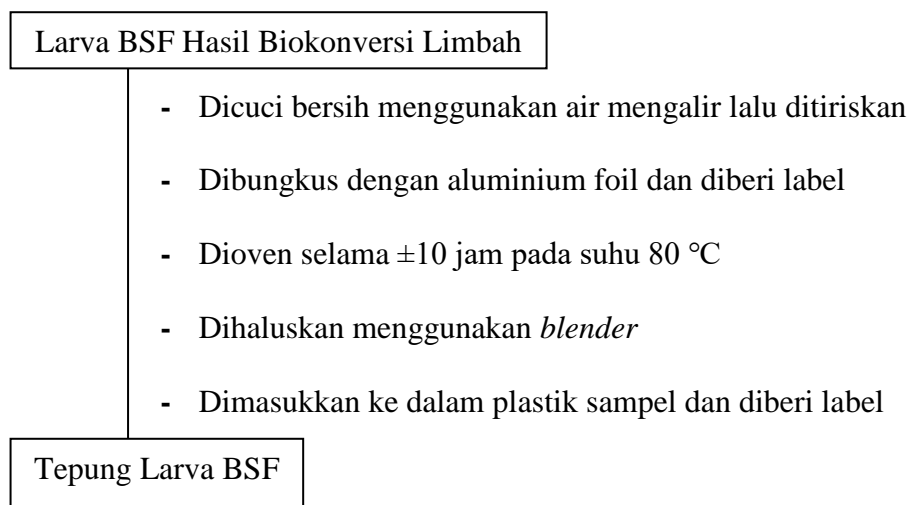 Larva BSF Hasil Biokonversi Limbah
- Dicuci bersih menggunakan air mengalir lalu ditiriskan
- Dibungkus dengan aluminium foil dan diberi label
- Dioven selama ±10 jam pada suhu 80 ℃
- Dihaluskan menggunakan blender
- Dimasukkan ke dalam plastik sampel dan diberi label
Tepung Larva BSF